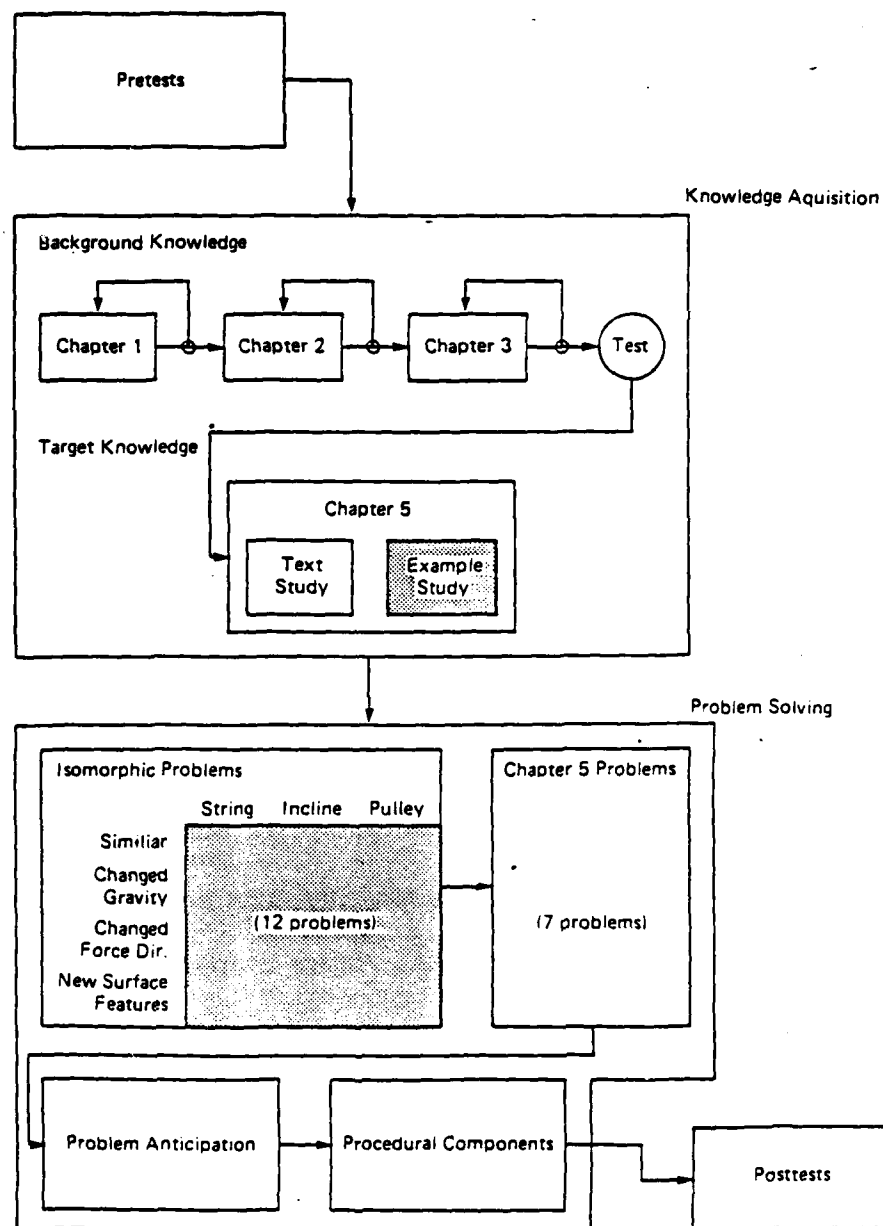 Pretests
Knowledge Aquisition
Background Knowledge
Chapter 1
Chapter 2
Chapter 3
Test
Target Knowledge
Chapter 5
Text
Study
Example
Study
Problem Solving
Isomorphic Problems
String Incline Pulley
Similiar
Changed
Gravity
Changed
Force Dir.
New Surface
Features
(12 problems)
Chapter 5 Problems
(7 problems)
Problem Anticipation
Procedural Components
Posttests